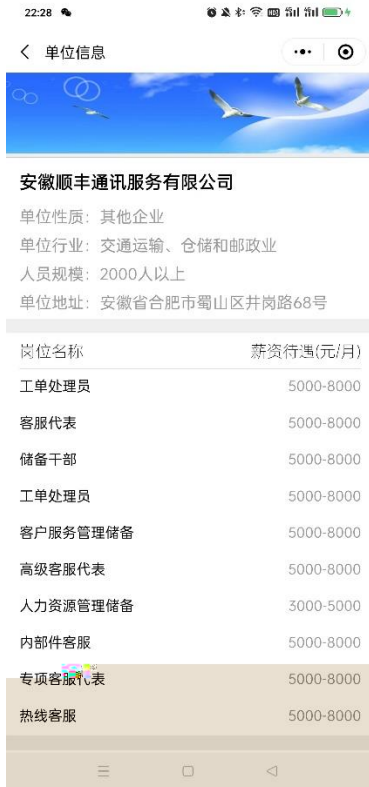 22:28
单位信息
安徽顺丰通讯服务有限公司
单位性质：其他企业
单位行业：交通运输、仓储和邮政业
人员规模：2000人以上
单位地址：安徽省合肥市蜀山区井岗路68号
岗位名称 薪资待遇(元/月)
工单处理员 5000-8000
客服代表 5000-8000
储备干部 5000-8000
工单处理员 5000-8000
客户服务管理储备 5000-8000
高级客服代表 5000-8000
人力资源管理储备 3000-5000
内部件客服 5000-8000
专项客服代表 5000-8000
热线客服 5000-8000